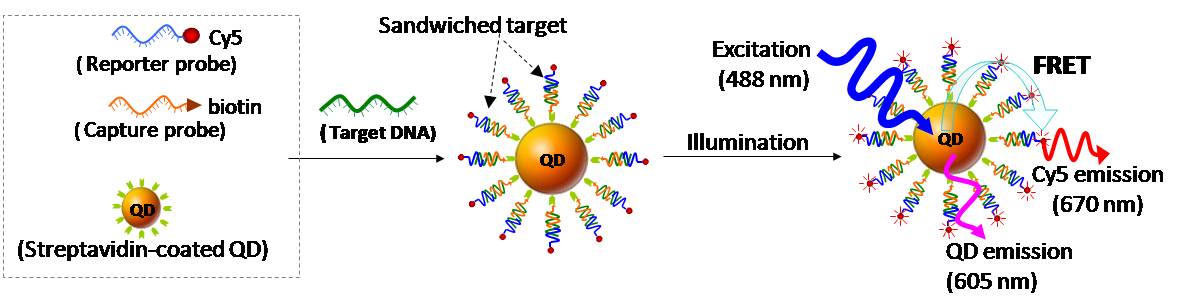 Cy5
(Reporter probe)
biotin
(Capture probe)
QD
(Streptavidin-coated QD)
(Target DNA)
Sandwiched target
QD
Illumination
Excitation
(488 nm)
FRET
QD
Cy5 emission
(670 nm)
QD emission
(605 nm)